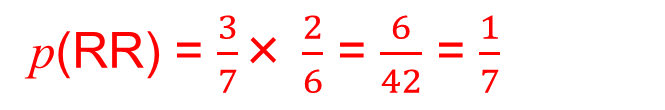 p(RR) = 3/7 × 2/6 = 6/42 = 1/7